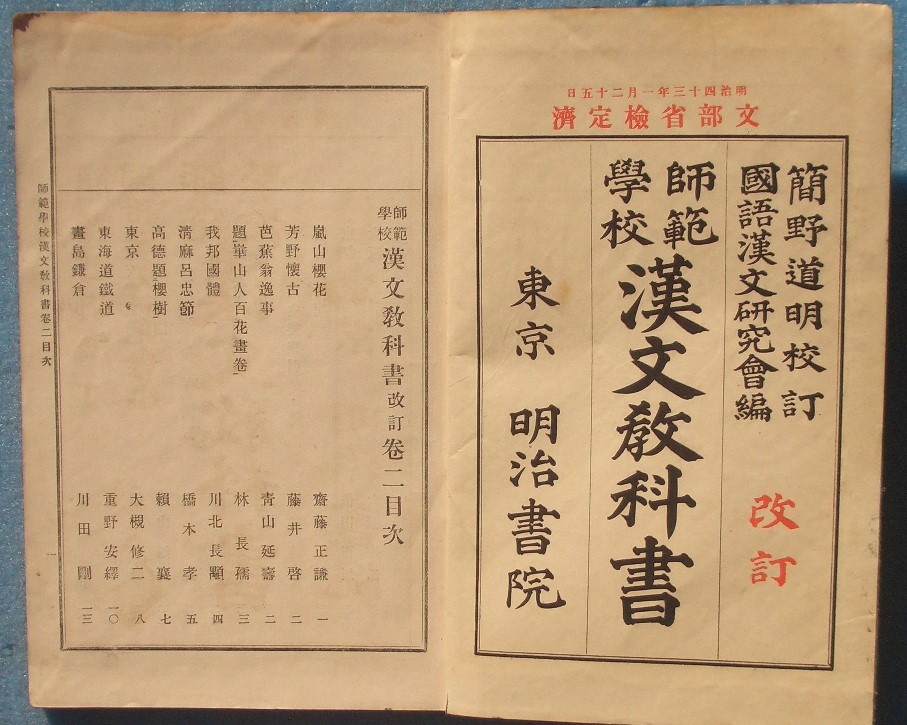 明治四十三年一月二十五日
文部省檢定濟
簡野道明校訂
國語漢文研究會編
改訂
師範學校
漢文敎科書
東京 明治書院
師範學校漢文敎科書改訂卷二目次
嵐山櫻花 齋藤正謙 一
芳野懷古 藤井啓 二
芭蕉翁逸事 靑山延壽 二
題崋山人百花畫卷 林長孺 三
我邦國體 川北長顒 四
淸麻呂忠節 橋本孝 五
高德題櫻樹 賴襄 七
東京 大槻修二 八
東海道鐵道 重野安繹 一〇
畫島鎌倉 川田剛 一三
師範學校漢文敎科書卷二目次
一